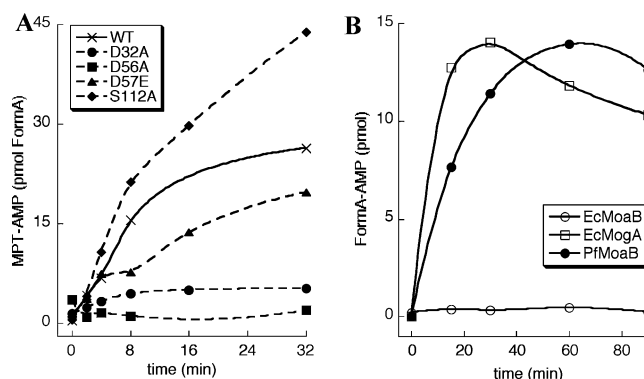 A
45
30
15
0
MPT-AMP (pmol FormA)
WT
D32A
D56A
D57E
S112A
0 8 16 24 32
time (min)
B
15
10
5
0
FormA-AMP (pmol)
EcMoaB
EcMogA
PfMoaB
0 20 40 60 80
time (min)